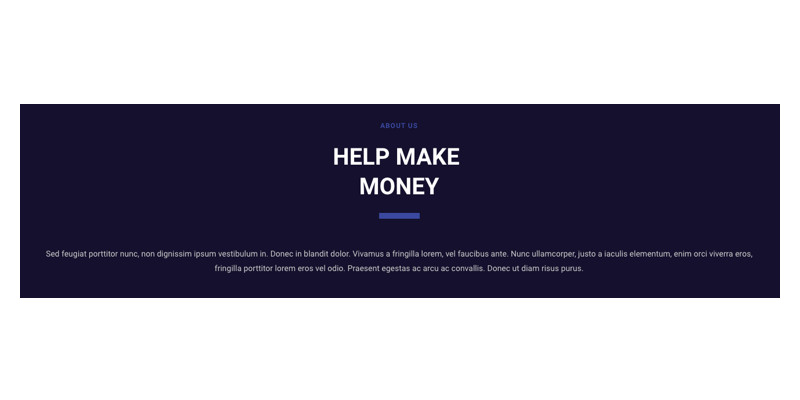 ABOUT US
HELP MAKE
MONEY
Sed feugiat porttitor nunc, non dignissim ipsum vestibulum in. Donec in blandit dolor. Vivamus a fringilla lorem, vel faucibus ante. Nunc ullamcorper, justo a iaculis elementum, enim orci viverra eros,
fringilla porttitor lorem eros vel odio. Praesent egestas ac arcu ac convallis. Donec ut diam risus purus.